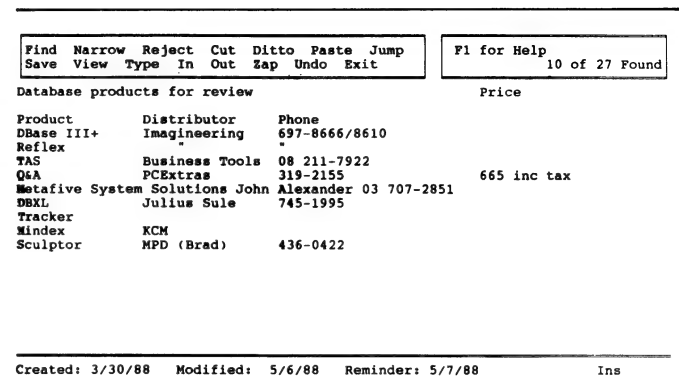 Find Narrow Reject Cut Ditto Paste Jump
Save View Type In Out Zap Undo Exit
F1 for Help
10 of 27 Found
Database products for review Price
Product Distributor Phone
DBase III+ Imagineering 697-8666/8610
Reflex " "
TAS Business Tools 08 211-7922
Q&A PCExtras 319-2155 665 inc tax
Metafive System Solutions John Alexander 03 707-2851
DBXL Julius Sule 745-1995
Tracker
Mindex KCM
Sculptor MPD (Brad) 436-0422
Created: 3/30/88 Modified: 5/6/88 Reminder: 5/7/88 Ins